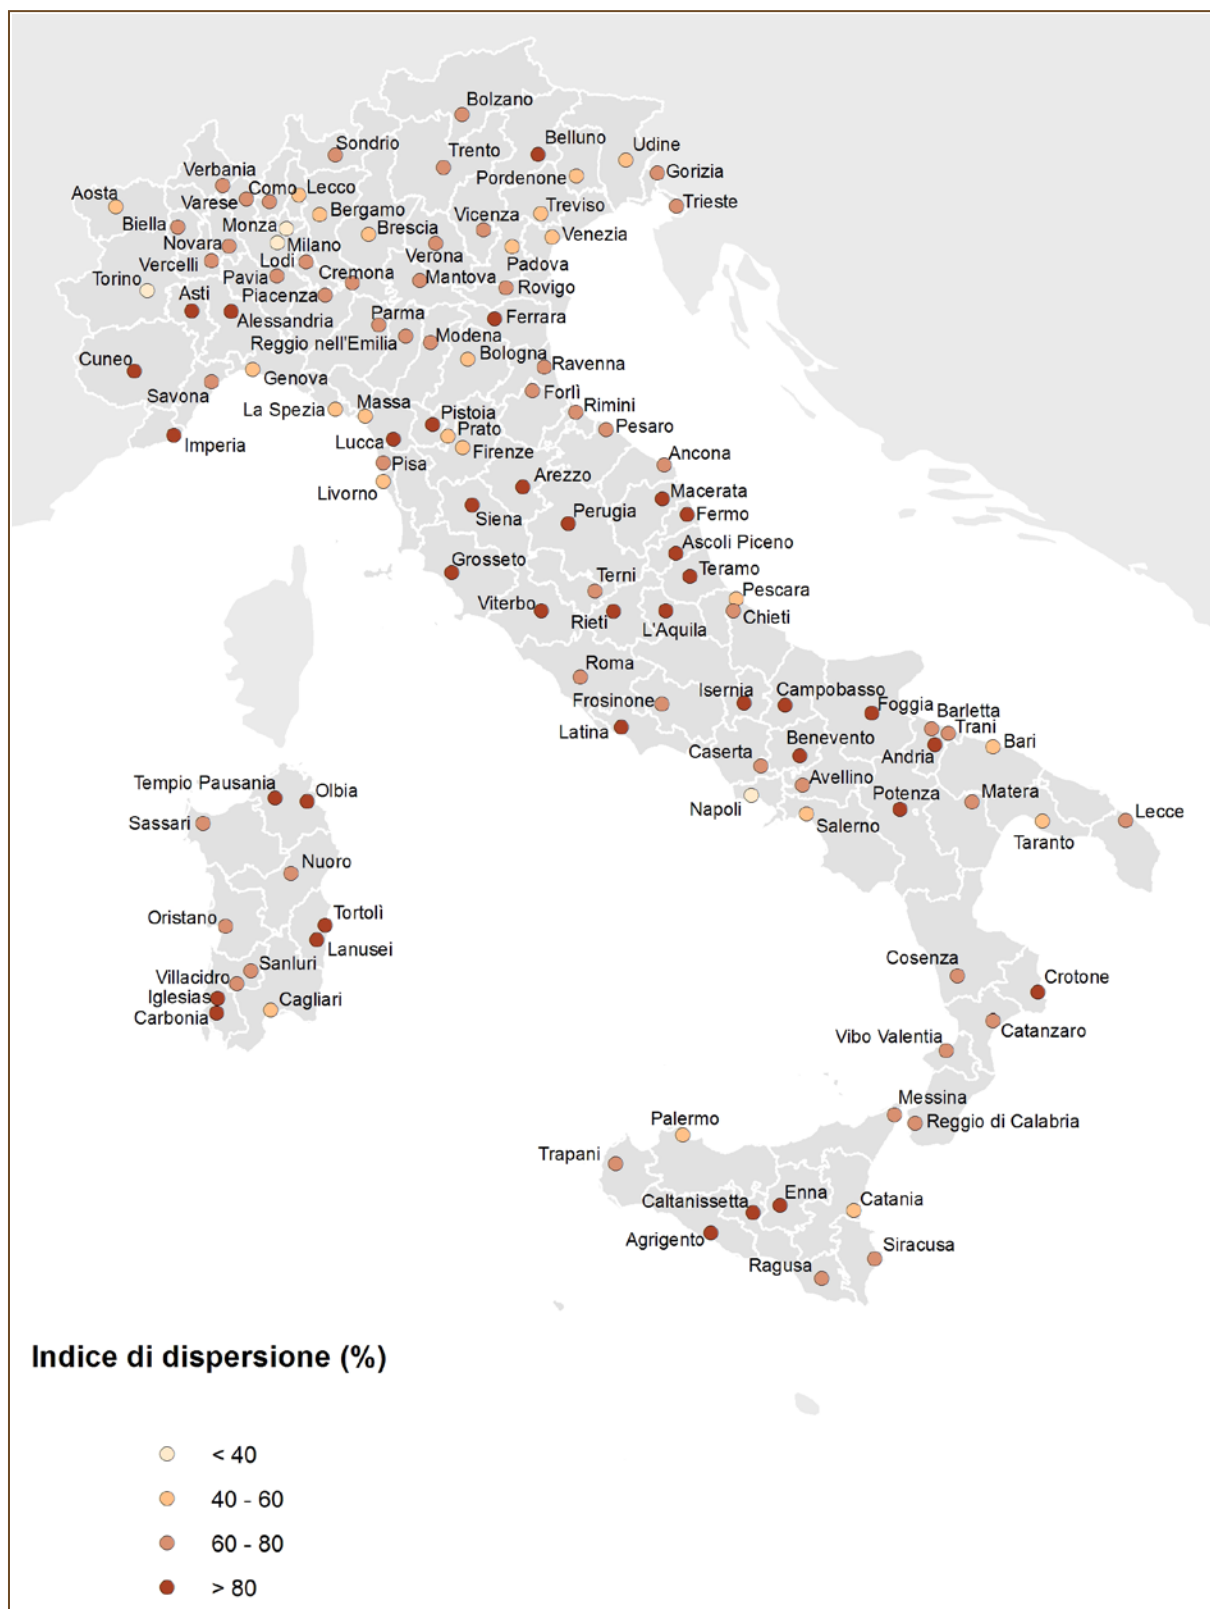 Bolzano
Belluno
Udine
Sondrio
Trento
Gorizia
Pordenone
Verbania
Como
Lecco
Aosta
Varese
Trieste
Bergamo
Treviso
Vicenza
Biella
Monza
Brescia
Venezia
Novara
Milano
Verona
Vercelli
Lodi
Padova
Torino
Pavia
Cremona
Mantova
Rovigo
Asti
Piacenza
Parma
Alessandria
Ferrara
Reggio nell'Emilia
Modena
Cuneo
Bologna
Genova
Ravenna
Savona
Forlì
La Spezia
Massa
Rimini
Pistoia
Prato
Pesaro
Imperia
Lucca
Firenze
Pisa
Ancona
Livorno
Arezzo
Macerata
Siena
Perugia
Fermo
Ascoli Piceno
Grosseto
Terni
Teramo
Pescara
Viterbo
Rieti
L'Aquila
Chieti
Roma
Isernia
Campobasso
Frosinone
Foggia
Barletta
Latina
Trani
Benevento
Bari
Caserta
Andria
Avellino
Tempio Pausania
Olbia
Potenza
Matera
Napoli
Salerno
Lecce
Sassari
Taranto
Nuoro
Oristano
Tortolì
Lanusei
Cosenza
Sanluri
Villacidro
Crotone
Iglesias
Cagliari
Carbonia
Catanzaro
Vibo Valentia
Messina
Palermo
Reggio di Calabria
Trapani
Enna
Caltanissetta
Catania
Agrigento
Siracusa
Ragusa
Indice di dispersione (%)
< 40
40 - 60
60 - 80
> 80